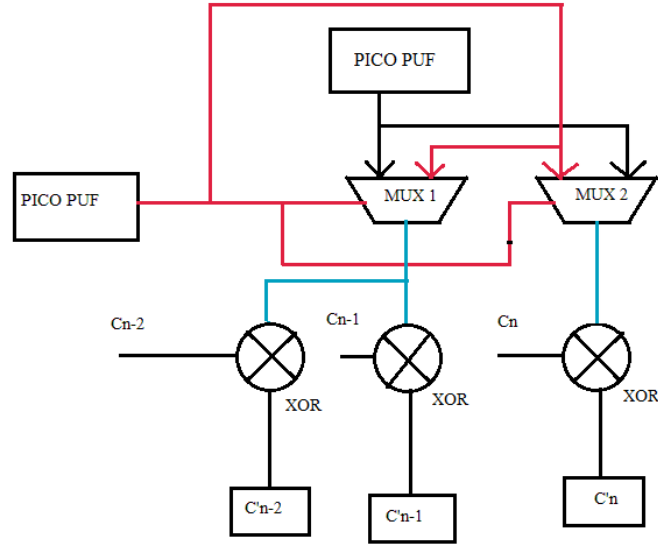 PICO PUF
PICO PUF
MUX 1
MUX 2
Cn-2
Cn-1
Cn
XOR
XOR
XOR
C'n-2
C'n-1
C'n